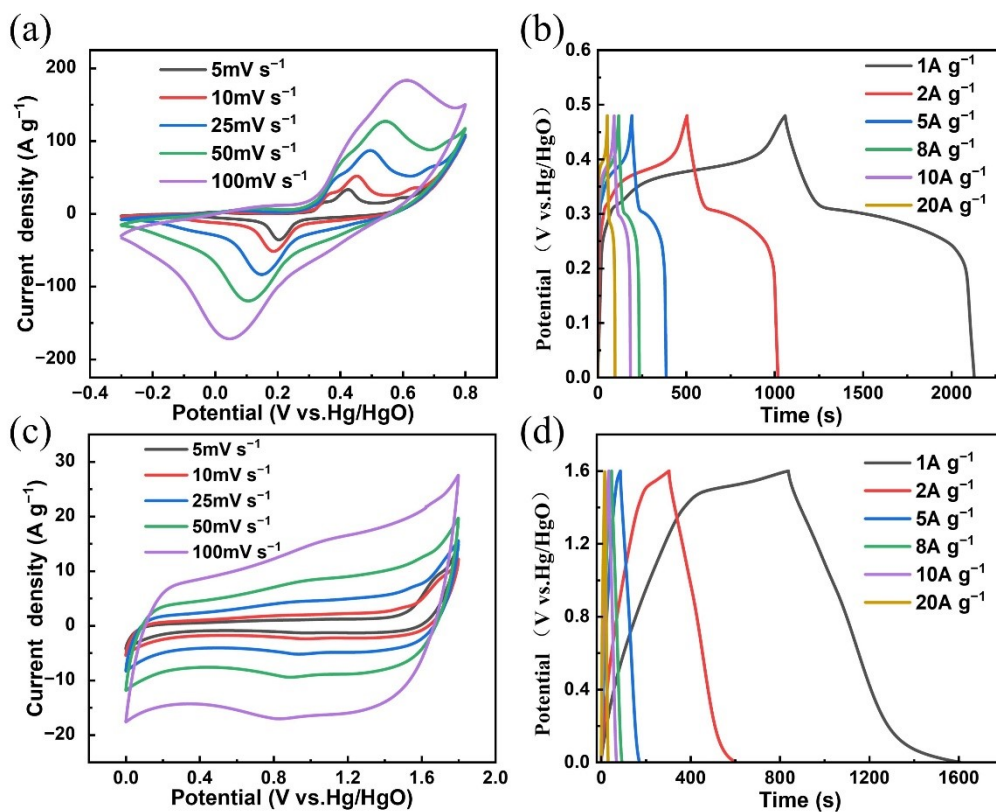 (a)
200
100
0
−100
−200
Current density (A g⁻¹)
5mV s⁻¹
10mV s⁻¹
25mV s⁻¹
50mV s⁻¹
100mV s⁻¹
−0.4 −0.2 0.0 0.2 0.4 0.6 0.8
Potential (V vs.Hg/HgO)
(b)
0.6
0.5
0.4
0.3
0.2
0.1
0.0
Potential （V vs.Hg/HgO）
1A g⁻¹
2A g⁻¹
5A g⁻¹
8A g⁻¹
10A g⁻¹
20A g⁻¹
0 500 1000 1500 2000
Time (s)
(c)
30
20
10
0
−10
−20
Current density (A g⁻¹)
5mV s⁻¹
10mV s⁻¹
25mV s⁻¹
50mV s⁻¹
100mV s⁻¹
0.0 0.4 0.8 1.2 1.6 2.0
Potential (V vs.Hg/HgO)
(d)
1.6
1.2
0.8
0.4
0.0
Potential （V vs.Hg/HgO）
1A g⁻¹
2A g⁻¹
5A g⁻¹
8A g⁻¹
10A g⁻¹
20A g⁻¹
0 400 800 1200 1600
Time (s)